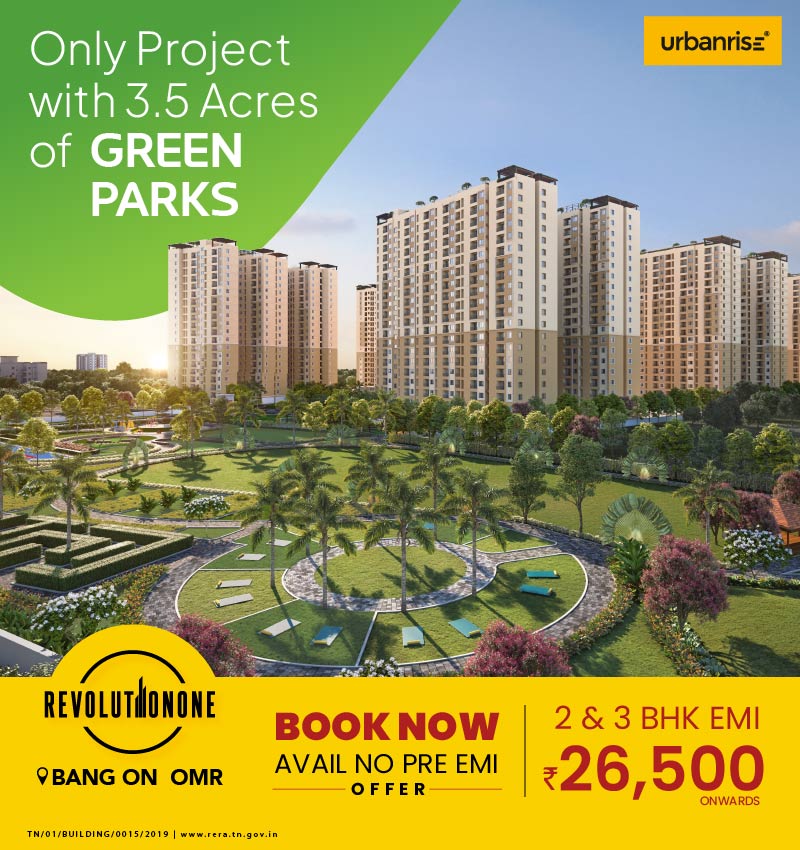 Only Project
with 3.5 Acres
of GREEN
PARKS
urbanrise®
REVOLUTIONONE
BANG ON OMR
BOOK NOW
AVAIL NO PRE EMI
OFFER
2 & 3 BHK EMI
₹26,500
ONWARDS
TN/01/BUILDING/0015/2019 | www.rera.tn.gov.in